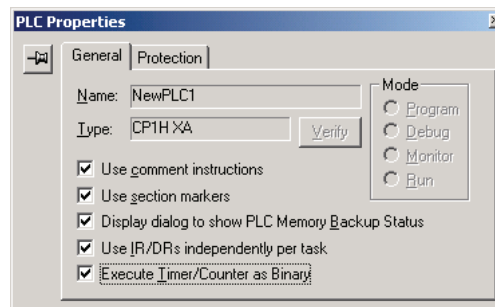 PLC Properties
General Protection
Name: NewPLC1
Type: CP1H XA Verify
Mode
Program
Debug
Monitor
Run
Use comment instructions
Use section markers
Display dialog to show PLC Memory Backup Status
Use IR/DRs independently per task
Execute Timer/Counter as Binary